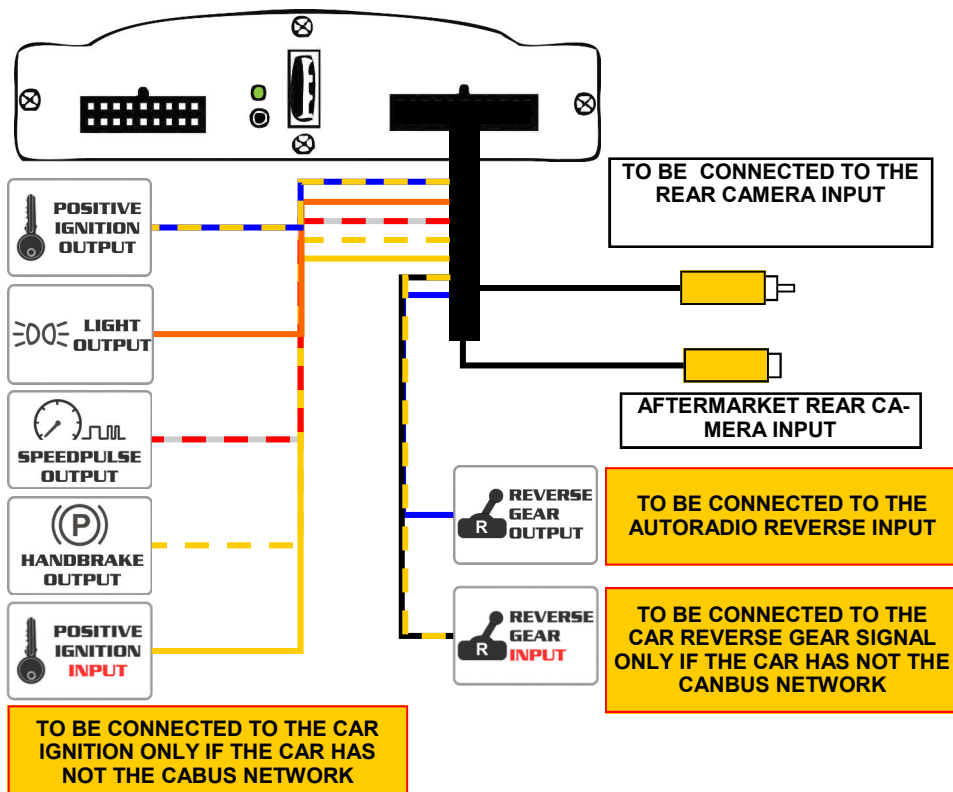 TO BE CONNECTED TO THE
REAR CAMERA INPUT
POSITIVE
IGNITION
OUTPUT
LIGHT
OUTPUT
SPEEDPULSE
OUTPUT
P
HANDBRAKE
OUTPUT
POSITIVE
IGNITION
INPUT
TO BE CONNECTED TO THE CAR
IGNITION ONLY IF THE CAR HAS
NOT THE CABUS NETWORK
AFTERMARKET REAR CA-
MERA INPUT
R
REVERSE
GEAR
OUTPUT
TO BE CONNECTED TO THE
AUTORADIO REVERSE INPUT
R
REVERSE
GEAR
INPUT
TO BE CONNECTED TO THE
CAR REVERSE GEAR SIGNAL
ONLY IF THE CAR HAS NOT THE
CANBUS NETWORK